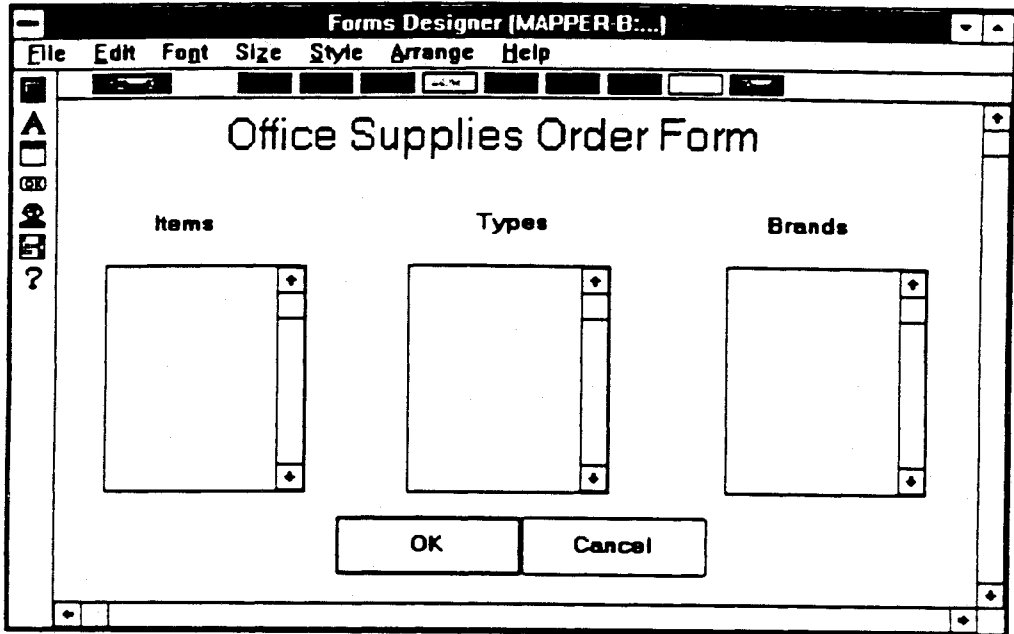 Forms Designer (MAPPER-B:...)
File Edit Font Size Style Arrange Help
A
OK
?
Office Supplies Order Form
Items Types Brands
OK Cancel